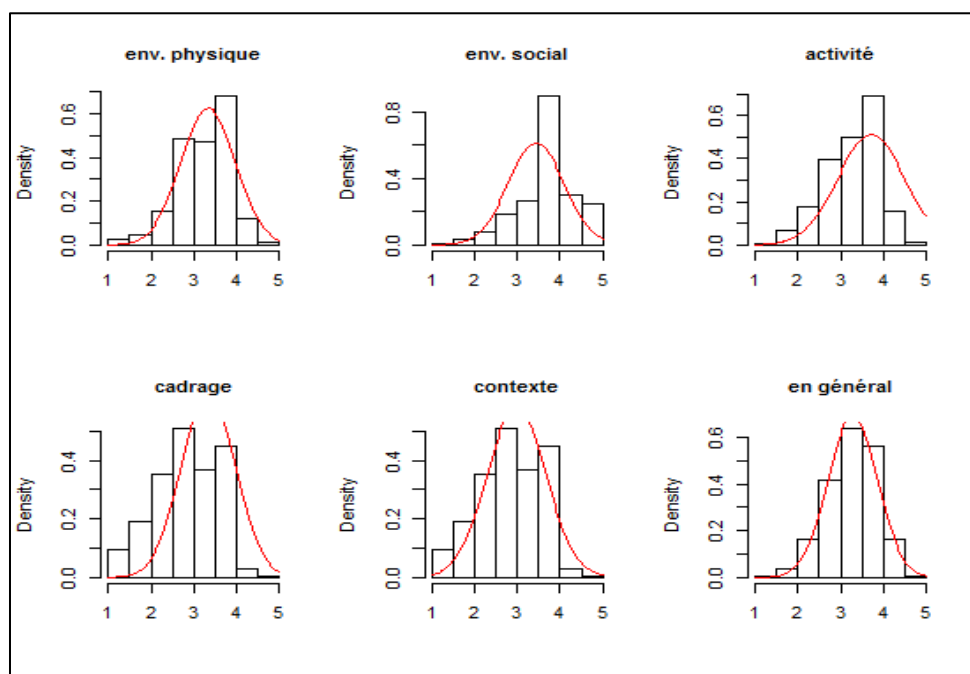 env. physique
env. social
activité
Density
0.0 0.2 0.4 0.6
1 2 3 4 5
Density
0.0 0.4 0.8
1 2 3 4 5
Density
0.0 0.2 0.4 0.6
1 2 3 4 5
cadrage
contexte
en général
Density
0.0 0.2 0.4
1 2 3 4 5
Density
0.0 0.2 0.4
1 2 3 4 5
Density
0.0 0.2 0.4 0.6
1 2 3 4 5